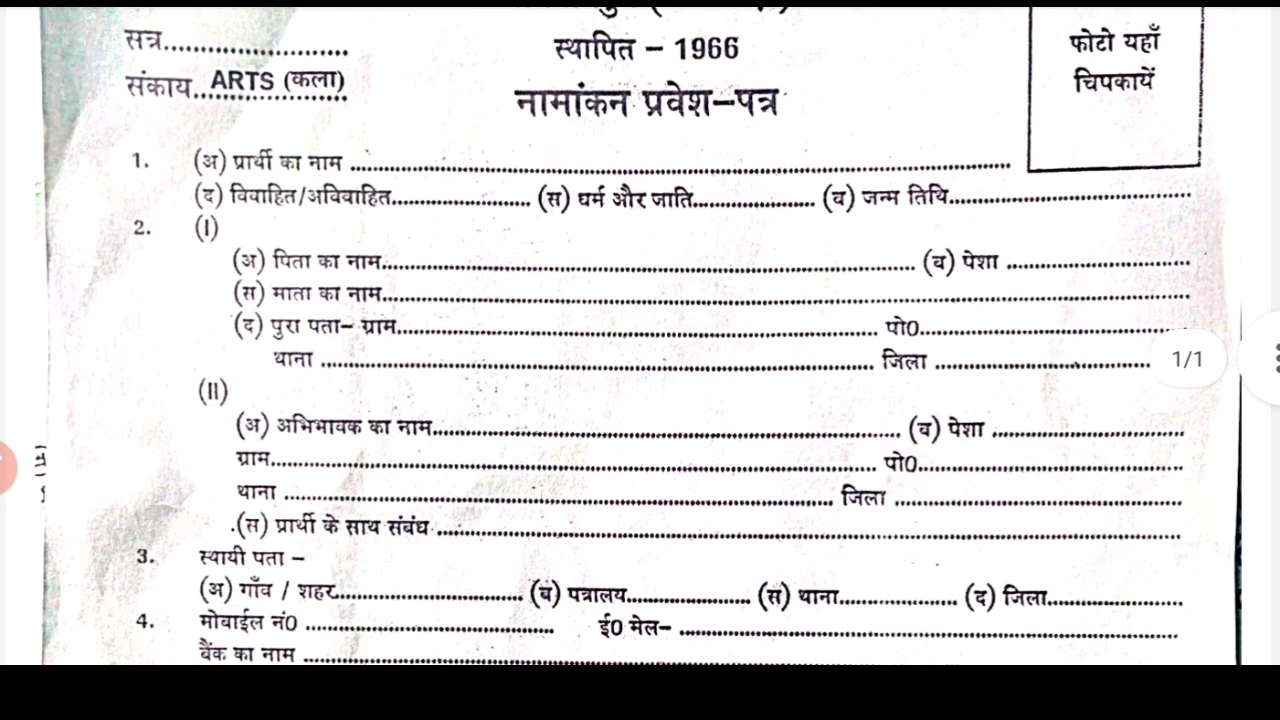 सत्र..........................
स्थापित – 1966
फोटो यहाँ
चिपकायें
संकाय..ARTS (कला)
नामांकन प्रवेश–पत्र
1. (अ) प्रार्थी का नाम ..........................
(द) विवाहित/अविवाहित.......................... (स) धर्म और जाति.......................... (व) जन्म तिथि..........................
2. (I)
(अ) पिता का नाम.......................... (व) पेशा ..........................
(स) माता का नाम..........................
(द) पुरा पता– ग्राम.......................... पो0..........................
थाना .......................... जिला ..........................
1/1
(II)
(अ) अभिभावक का नाम.......................... (व) पेशा ..........................
ग्राम.......................... पो0..........................
थाना .......................... जिला ..........................
.(स) प्रार्थी के साथ संबंध ..........................
3. स्थायी पता –
(अ) गाँव / शहर.......................... (व) पत्रालय.......................... (स) थाना.......................... (द) जिला..........................
4. मोवाईल नं0 .......................... ई0 मेल– ..........................
बैंक का नाम ..........................